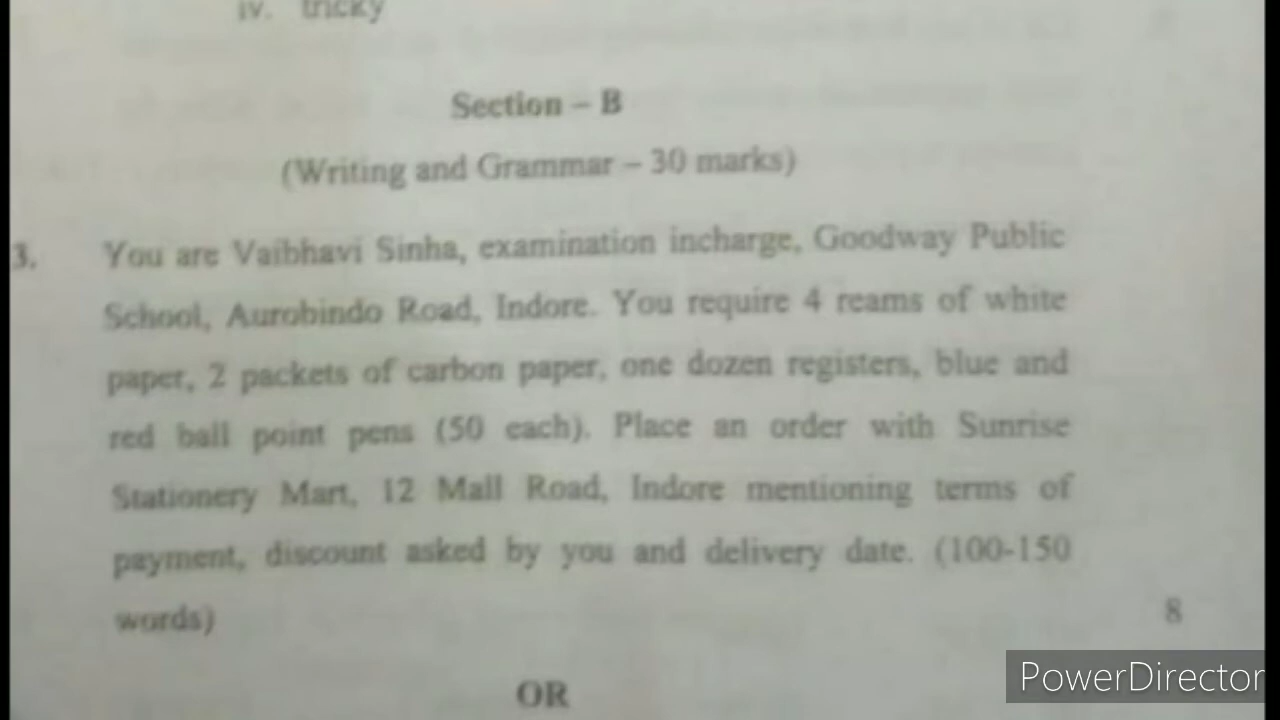 iv. tricky
Section – B
(Writing and Grammar – 30 marks)
3. You are Vaibhavi Sinha, examination incharge, Goodway Public
School, Aurobindo Road, Indore. You require 4 reams of white
paper, 2 packets of carbon paper, one dozen registers, blue and
red ball point pens (50 each). Place an order with Sunrise
Stationery Mart, 12 Mall Road, Indore mentioning terms of
payment, discount asked by you and delivery date. (100-150
words) 8
OR
PowerDirector